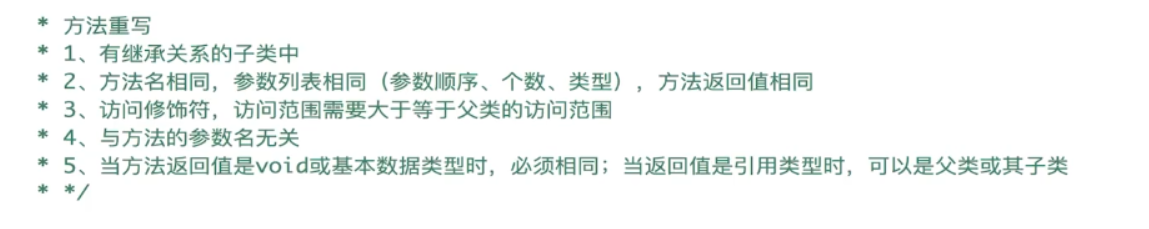 * 方法重写
* 1、有继承关系的子类中
* 2、方法名相同，参数列表相同（参数顺序、个数、类型），方法返回值相同
* 3、访问修饰符，访问范围需要大于等于父类的访问范围
* 4、与方法的参数名无关
* 5、当方法返回值是void或基本数据类型时，必须相同；当返回值是引用类型时，可以是父类或其子类
* */